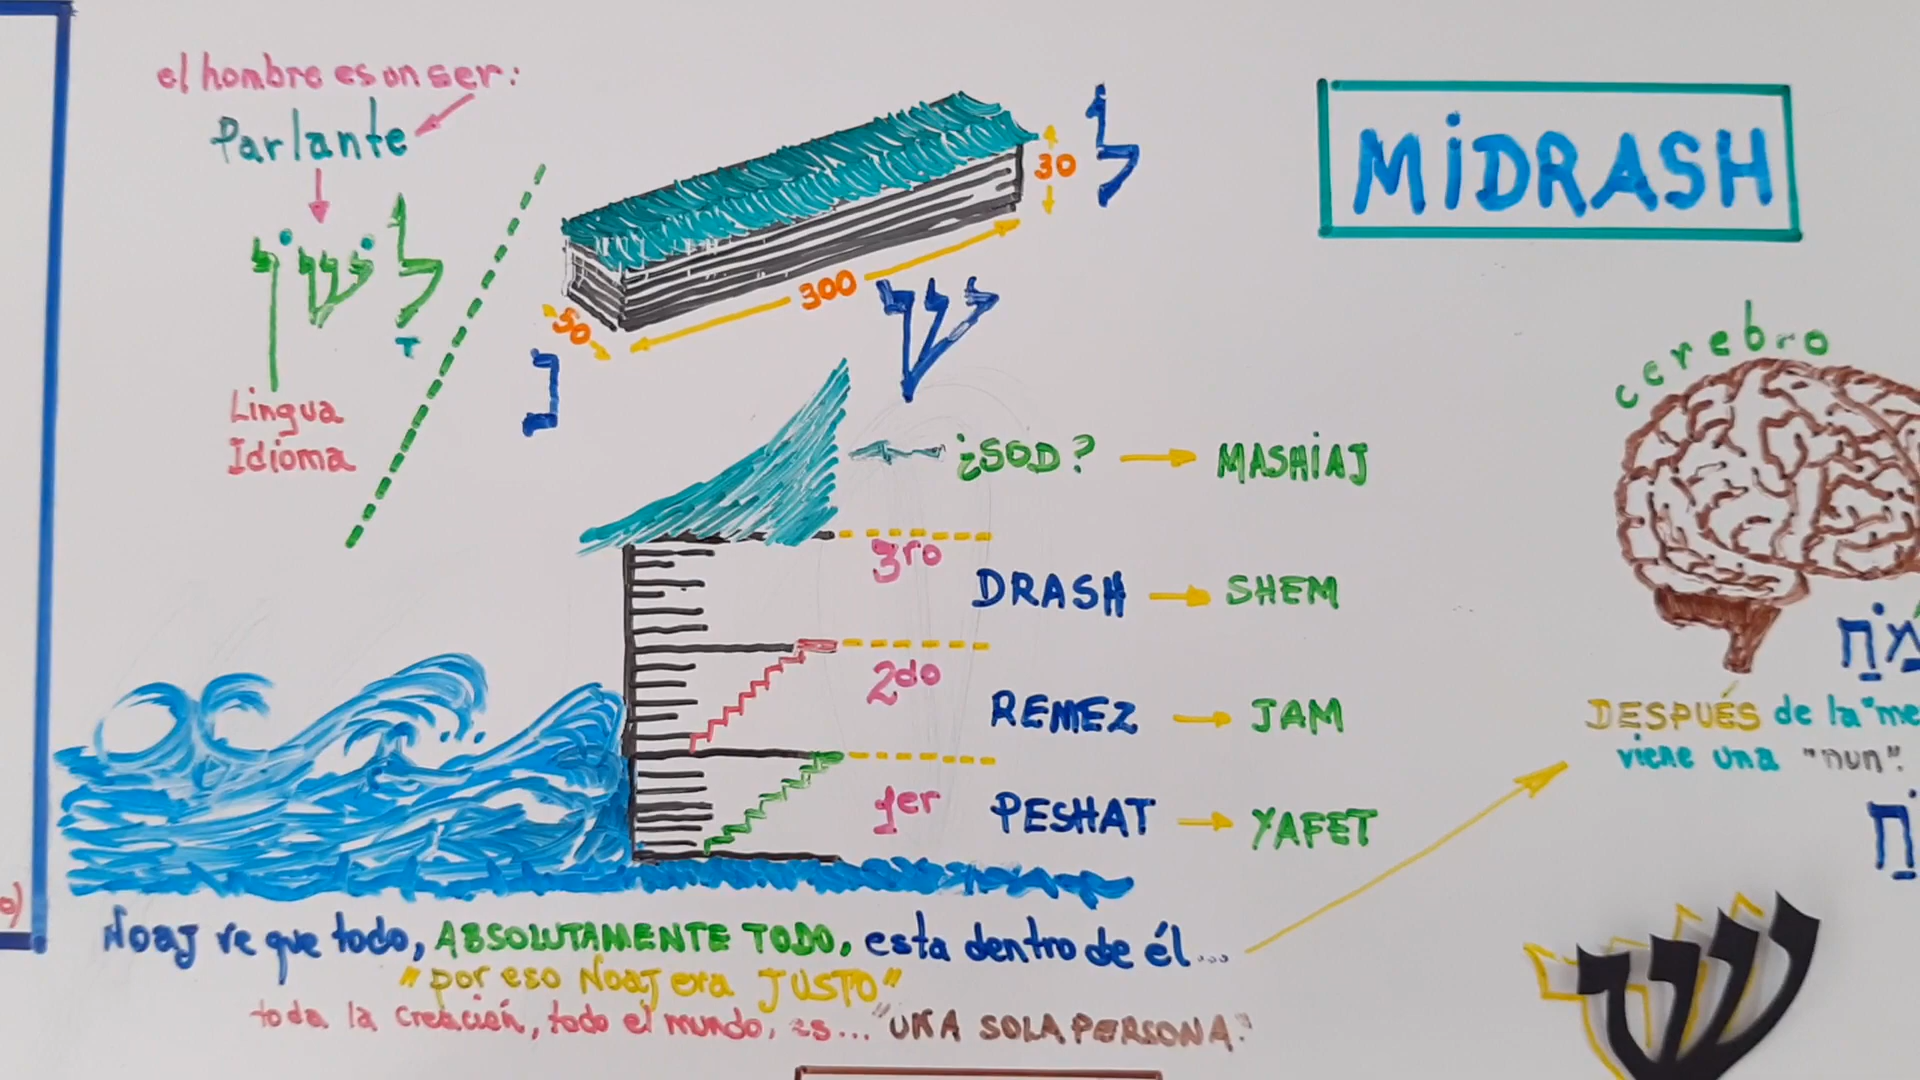 el hombre es un ser:
Parlante
לָשׁוֹן
Lingua
Idioma
30
ל
300
ש
50
נ
MiDRASH
¿SOD? → MASHiAJ
3ro
DRASH → SHEM
2do
REMEZ → JAM
1er
PESHAT → YAFET
Noaj ve que todo, ABSOLUTAMENTE TODO, esta dentro de él...
"por eso NOAJ era JUSTO"
toda la creación, todo el mundo, es... "UNA SOLA PERSONA."
cerebro
DESPUÉS de la "me
viene una "nun".
ש